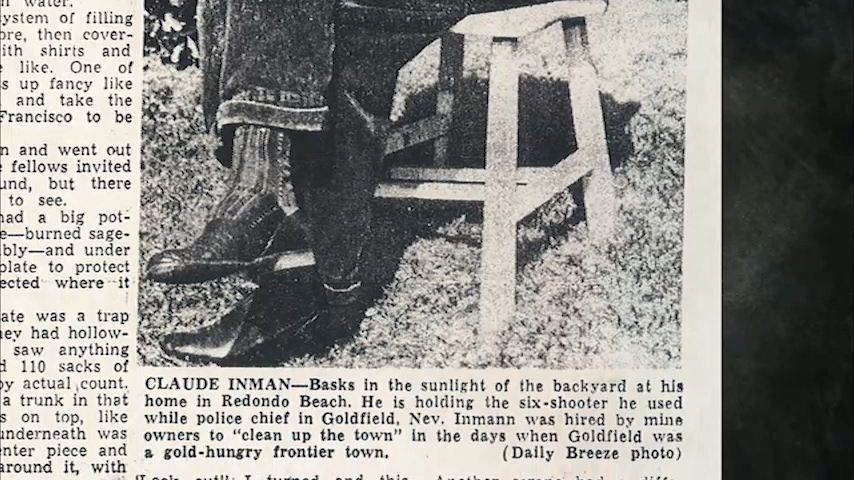 n water.
ystem of filling
ore, then cover-
ith shirts and
like. One of
s up fancy like
and take the
Francisco to be
n and went out
fellows invited
und, but there
to see.
had a big pot-
e—burned sage-
bly—and under
plate to protect
ected where it
ate was a trap
ey had hollow-
saw anything
d 110 sacks of
by actual count.
a trunk in that
s on top, like
underneath was
enter piece and
around it, with
CLAUDE INMAN—Basks in the sunlight of the backyard at his
home in Redondo Beach. He is holding the six-shooter he used
while police chief in Goldfield, Nev. Inmann was hired by mine
owners to "clean up the town" in the days when Goldfield was
a gold-hungry frontier town. (Daily Breeze photo)
I turned and this